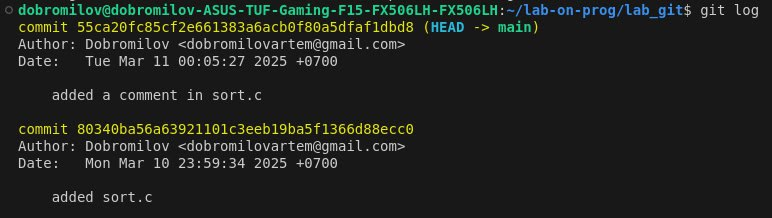 dobromilov@dobromilov-ASUS-TUF-Gaming-F15-FX506LH-FX506LH:~/lab-on-prog/lab_git$ git log
commit 55ca20fc85cf2e661383a6acb0f80a5dfaf1dbd8 (HEAD -> main)
Author: Dobromilov <dobromilovartem@gmail.com>
Date:   Tue Mar 11 00:05:27 2025 +0700
    added a comment in sort.c
commit 80340ba56a63921101c3eeb19ba5f1366d88ecc0
Author: Dobromilov <dobromilovartem@gmail.com>
Date:   Mon Mar 10 23:59:34 2025 +0700
    added sort.c